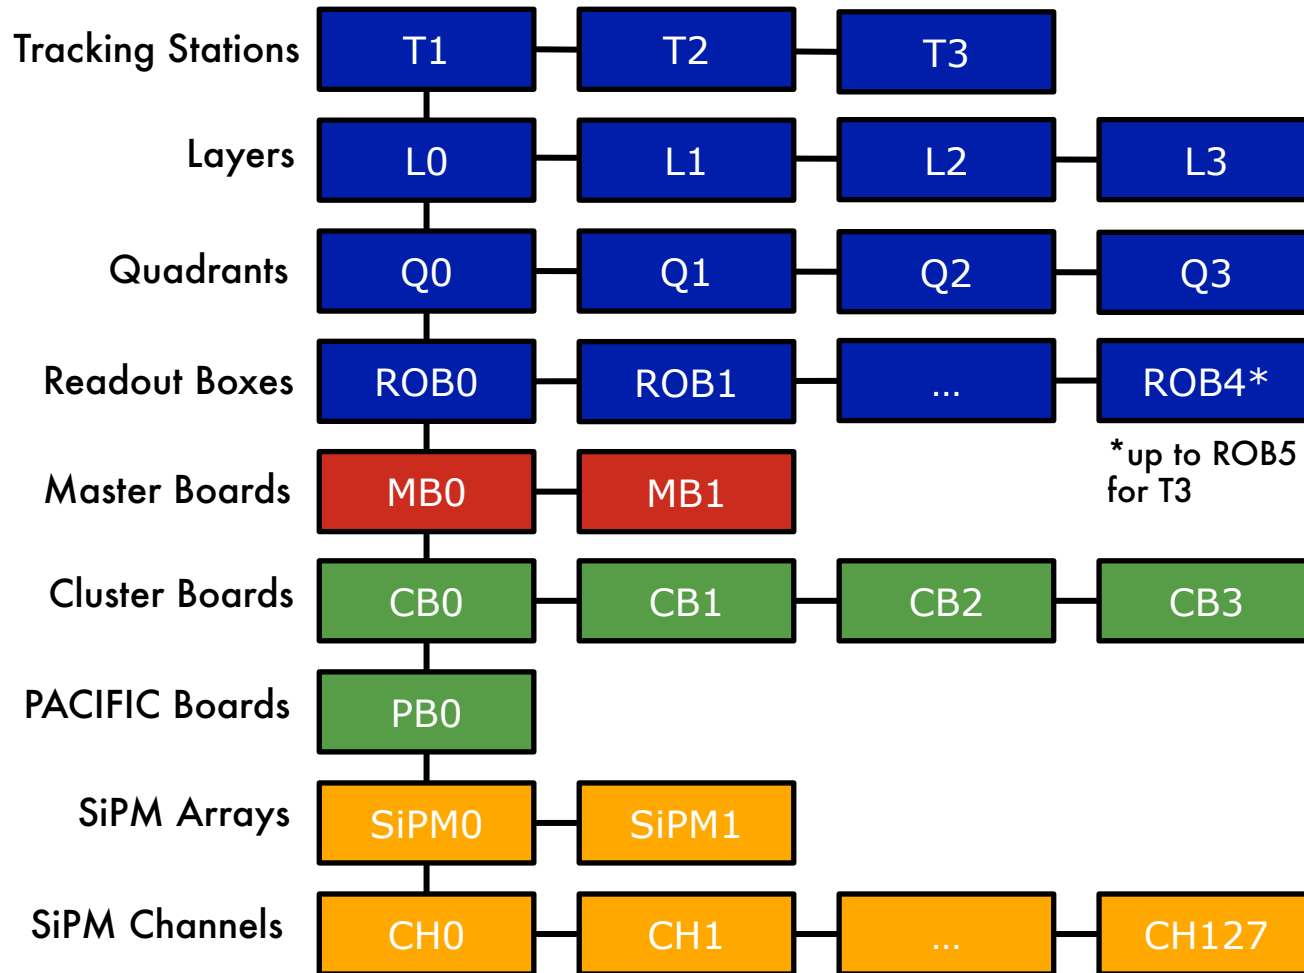 Tracking Stations T1 T2 T3
Layers L0 L1 L2 L3
Quadrants Q0 Q1 Q2 Q3
Readout Boxes ROB0 ROB1 ... ROB4*
*up to ROB5
for T3
Master Boards MB0 MB1
Cluster Boards CB0 CB1 CB2 CB3
PACIFIC Boards PB0
SiPM Arrays SiPM0 SiPM1
SiPM Channels CH0 CH1 ... CH127